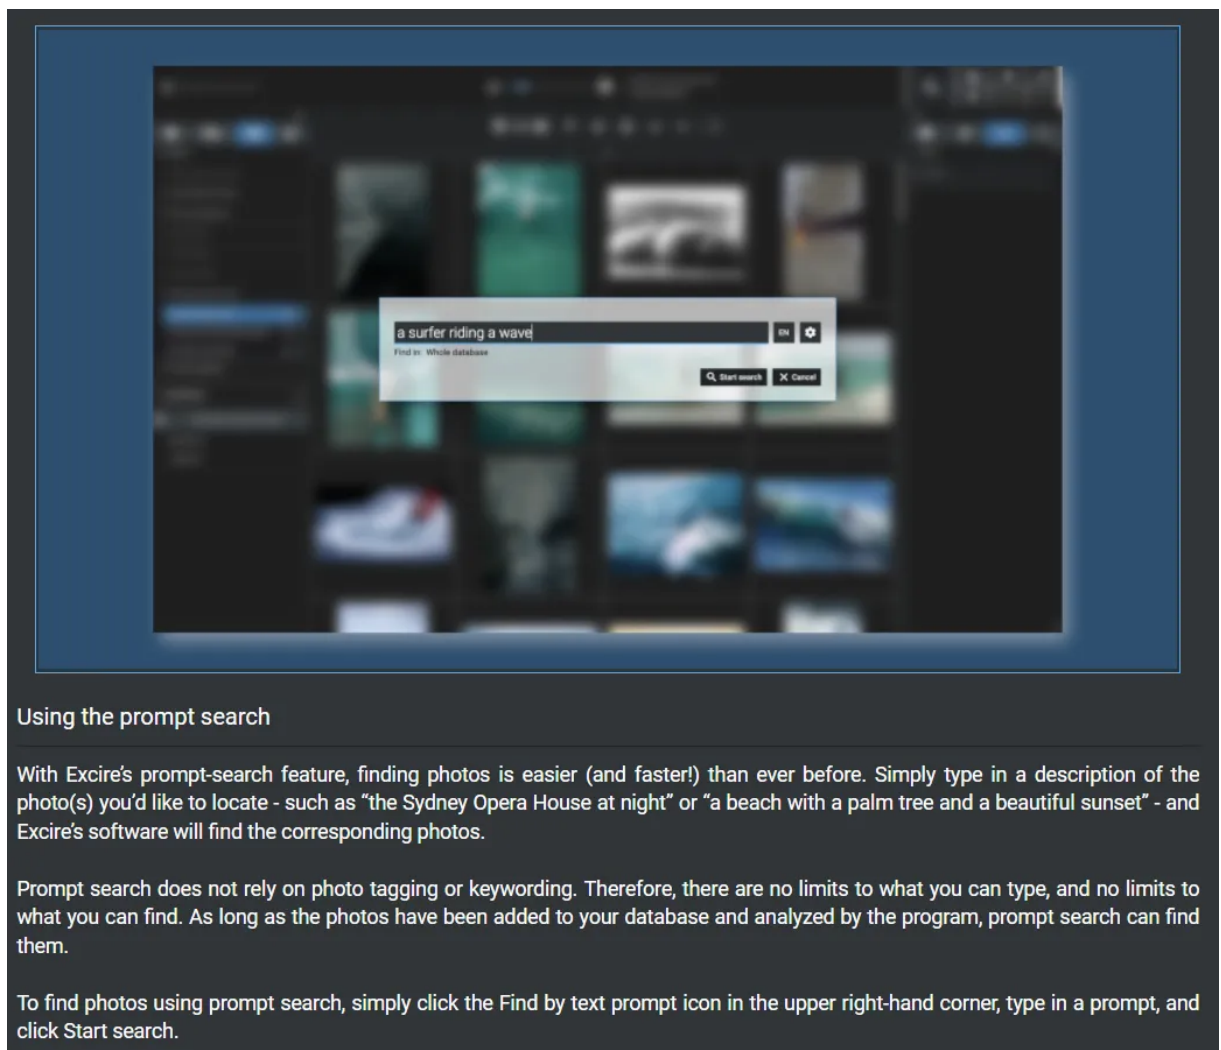 a surfer riding a wave
EN
Find in: Whole database
Start search
Cancel
Using the prompt search
With Excire’s prompt-search feature, finding photos is easier (and faster!) than ever before. Simply type in a description of the
photo(s) you’d like to locate - such as “the Sydney Opera House at night” or “a beach with a palm tree and a beautiful sunset” - and
Excire’s software will find the corresponding photos.
Prompt search does not rely on photo tagging or keywording. Therefore, there are no limits to what you can type, and no limits to
what you can find. As long as the photos have been added to your database and analyzed by the program, prompt search can find
them.
To find photos using prompt search, simply click the Find by text prompt icon in the upper right-hand corner, type in a prompt, and
click Start search.